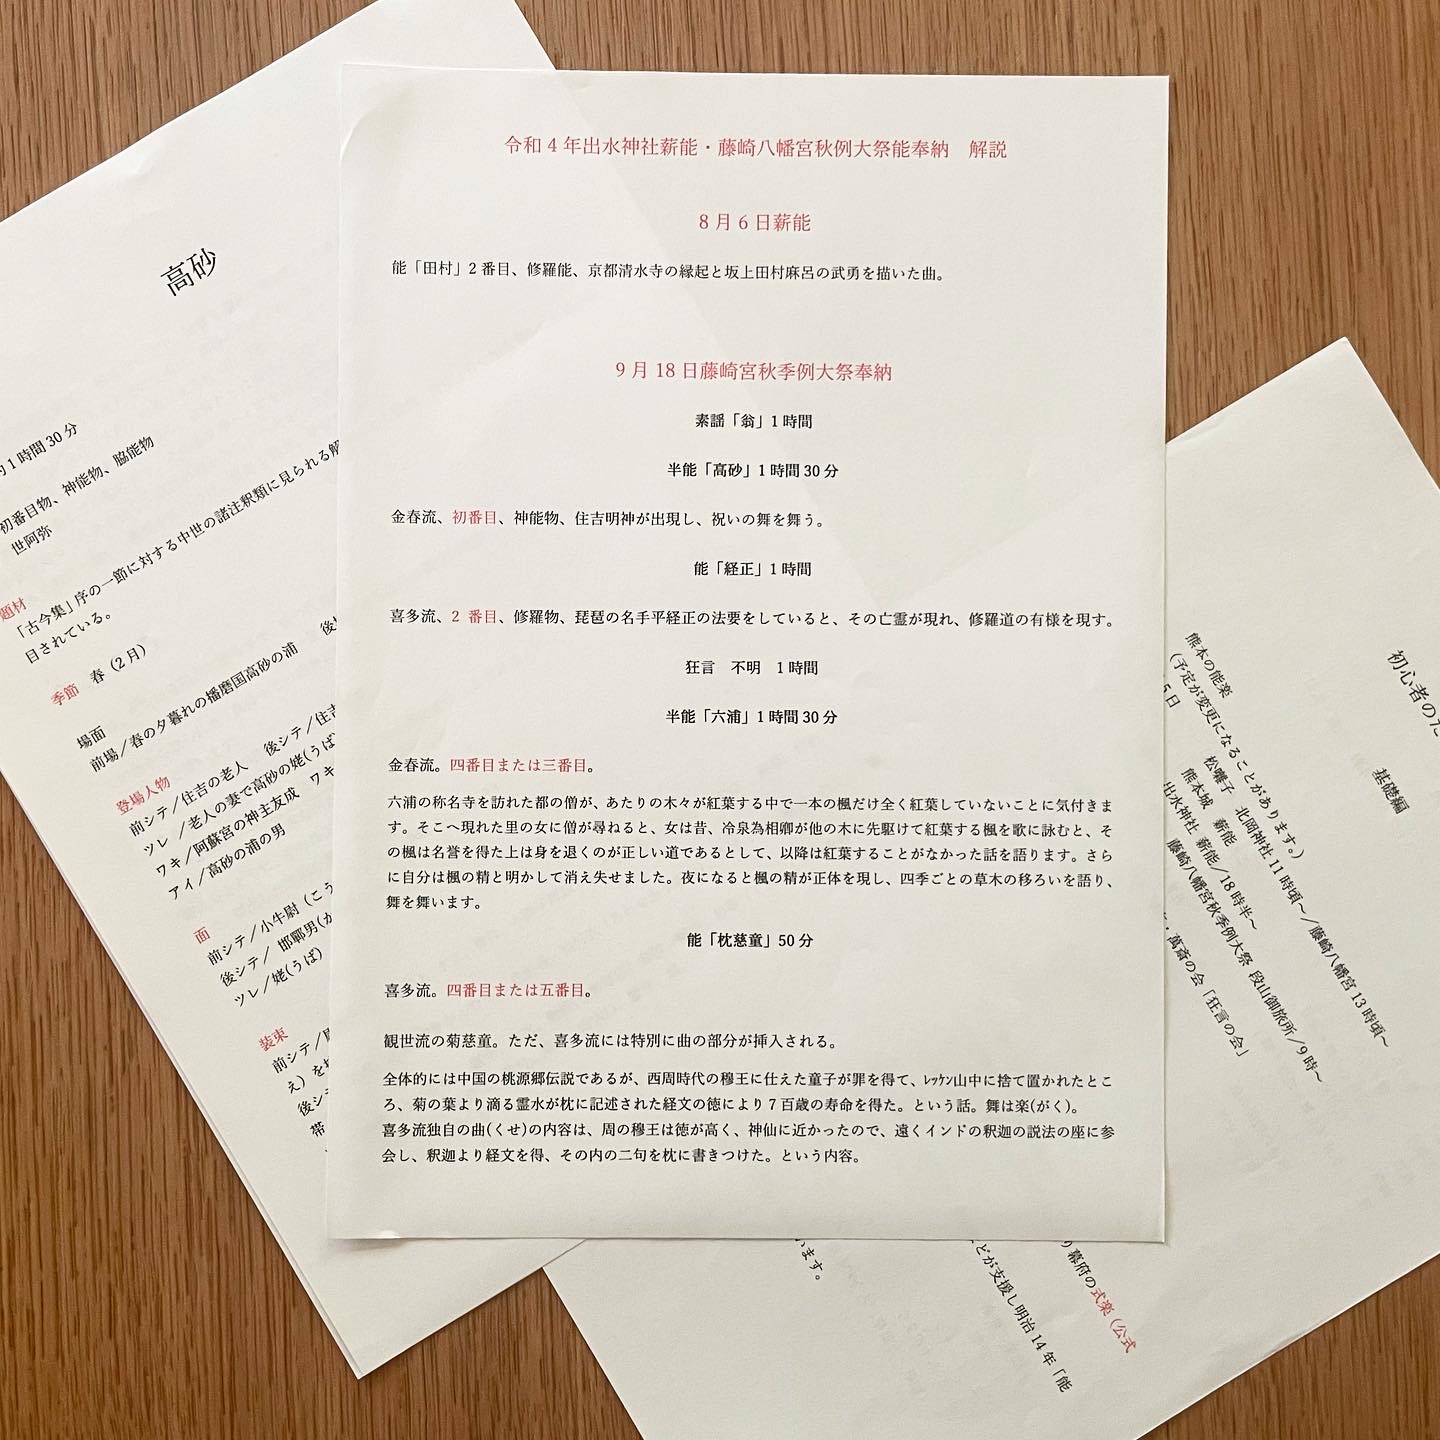 令和4年出水神社薪能・藤崎八幡宮秋例大祭能奉納　解説
8月6日薪能
能「田村」2番目、修羅能、京都清水寺の縁起と坂上田村麻呂の武勇を描いた曲。
9月18日藤崎宮秋季例大祭奉納
素謡「翁」1時間
半能「高砂」1時間30分
金春流、初番目、神能物、住吉明神が出現し、祝いの舞を舞う。
能「経正」1時間
喜多流、2番目、修羅物、琵琶の名手平経正の法要をしていると、その亡霊が現れ、修羅道の有様を現す。
狂言　不明　1時間
半能「六浦」1時間30分
金春流。四番目または三番目。
六浦の称名寺を訪れた都の僧が、あたりの木々が紅葉する中で一本の楓だけ全く紅葉していないことに気付きま
す。そこへ現れた里の女に僧が尋ねると、女は昔、冷泉為相卿が他の木に先駆けて紅葉する楓を歌に詠むと、そ
の楓は名誉を得た上は身を退くのが正しい道であるとして、以降は紅葉することがなかった話を語ります。さら
に自分は楓の精と明かして消え失せました。夜になると楓の精が正体を現し、四季ごとの草木の移ろいを語り、
舞を舞います。
能「枕慈童」50分
喜多流。四番目または五番目。
観世流の菊慈童。ただ、喜多流には特別に曲の部分が挿入される。
全体的には中国の桃源郷伝説であるが、西周時代の穆王に仕えた童子が罪を得て、ﾚｯｹﾝ山中に捨て置かれたとこ
ろ、菊の葉より滴る霊水が枕に記述された経文の徳により7百歳の寿命を得た。という話。舞は楽(がく)。
喜多流独自の曲(くせ)の内容は、周の穆王は徳が高く、神仙に近かったので、遠くインドの釈迦の説法の座に参
会し、釈迦より経文を得、その内の二句を枕に書きつけた。という内容。
高砂
1時間30分
初番目物、神能物、脇能物
世阿弥
題材
「古今集」序の一節に対する中世の諸注釈類に見られる解
目されている。
季節　春（2月）
場面
前場／春の夕暮れの播磨国高砂の浦　後
登場人物
前シテ／住吉の老人　後シテ／住吉
ツレ／老人の妻で高砂の姥(うば)
ワキ／阿蘇宮の神主友成　ワキ
アイ／高砂の浦の男
面
前シテ／小牛尉（こう
後シテ／邯鄲男(か
ツレ／姥(うば)
装束
前シテ／
え）を
後シ
帯
初心者のた
基礎編
熊本の能楽
（予定が変更になることがあります。）
5日　松囃子　北岡神社11時頃～／藤崎八幡宮13時頃～
熊本城　薪能
出水神社　薪能／18時半～
藤崎八幡宮秋季例大祭　段山御旅所／9時～
・萬斎の会「狂言の会」
り幕府の式楽（公式
どが支援し明治14年「能
います。